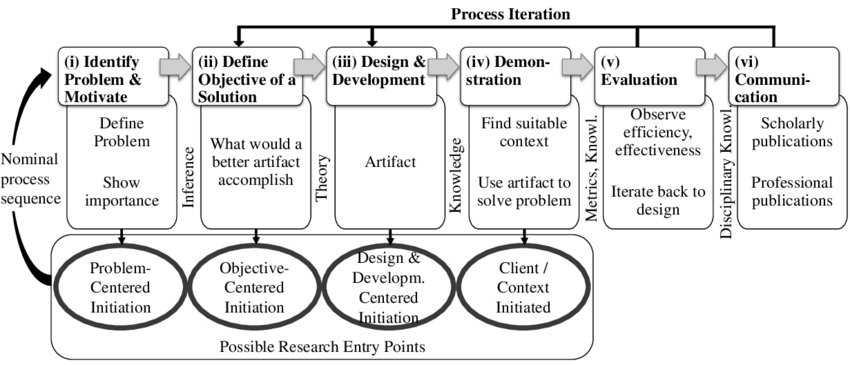 Process Iteration
(i) Identify
Problem &
Motivate
(ii) Define
Objective of a
Solution
(iii) Design &
Development
(iv) Demon-
stration
(v)
Evaluation
(vi)
Communi-
cation
Nominal
process
sequence
Define
Problem
Show
importance
Inference
What would a
better artifact
accomplish
Theory
Artifact
Knowledge
Find suitable
context
Use artifact to
solve problem
Metrics, Knowl.
Observe
efficiency,
effectiveness
Iterate back to
design
Disciplinary Knowl.
Scholarly
publications
Professional
publications
Problem-
Centered
Initiation
Objective-
Centered
Initiation
Design &
Developm.
Centered
Initiation
Client /
Context
Initiated
Possible Research Entry Points